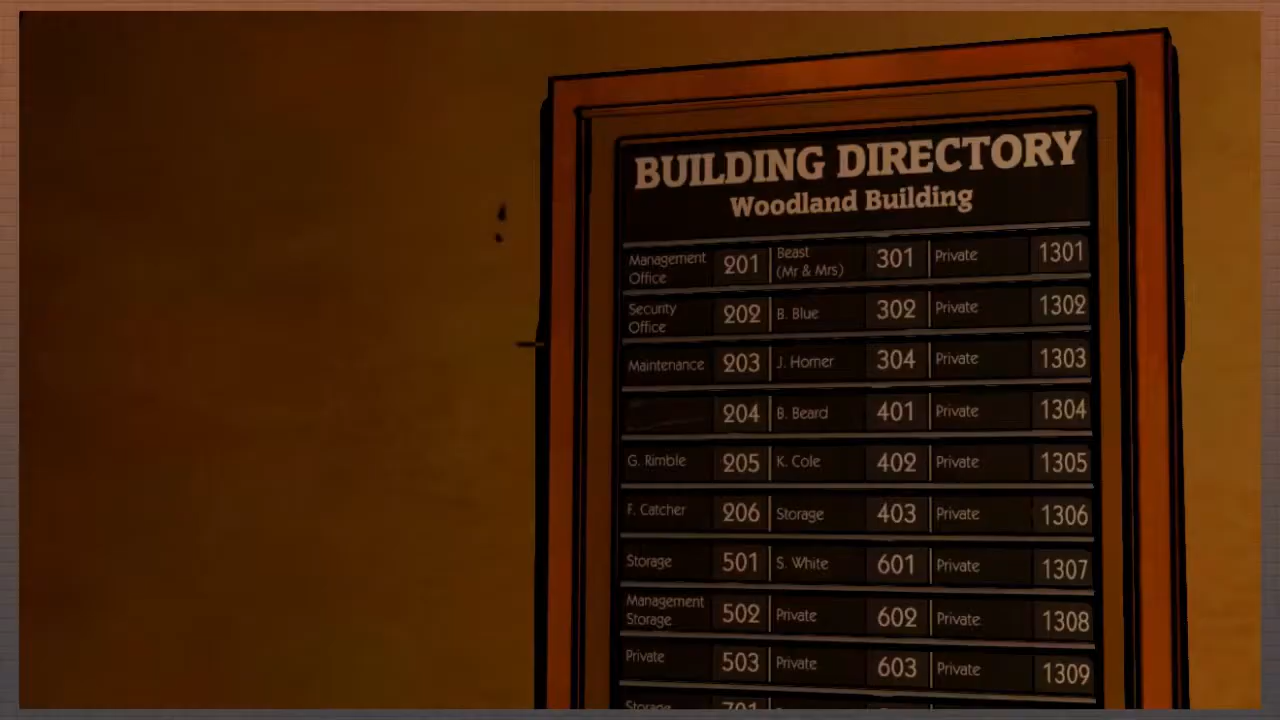 BUILDING DIRECTORY
Woodland Building
Management Office 201 Beast (Mr & Mrs) 301 Private 1301
Security Office 202 B. Blue 302 Private 1302
Maintenance 203 J. Horner 304 Private 1303
204 B. Beard 401 Private 1304
G. Rimble 205 K. Cole 402 Private 1305
F. Catcher 206 Storage 403 Private 1306
Storage 501 S. White 601 Private 1307
Management Storage 502 Private 602 Private 1308
Private 503 Private 603 Private 1309
Storage 701